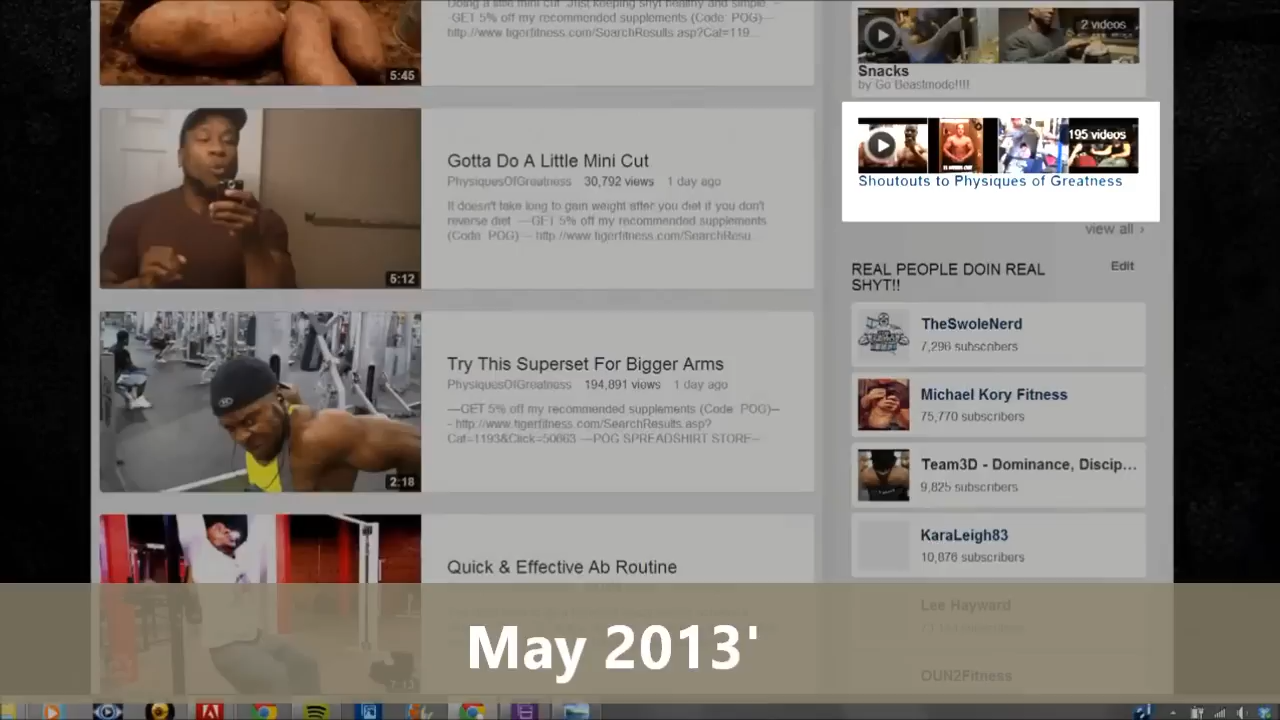 Doing a little mini cut. Just keeping shyt healthy and simple. --
GET 5% off my recommended supplements (Code: POG)---
http://www.tigerfitness.com/SearchResults.asp?Cat=119...
5:45
Gotta Do A Little Mini Cut
PhysiquesOfGreatness 30,792 views 1 day ago
It doesn't take long to gain weight after you diet if you don't
reverse diet. ---GET 5% off my recommended supplements
(Code: POG)--- http://www.tigerfitness.com/SearchResu...
5:12
Try This Superset For Bigger Arms
PhysiquesOfGreatness 194,891 views 1 day ago
---GET 5% off my recommended supplements (Code: POG)--
- http://www.tigerfitness.com/SearchResults.asp?
Cat=1193&Click=50663 ---POG SPREADSHIRT STORE--
2:18
Quick & Effective Ab Routine
7:13
2 videos
Snacks
by Go Beastmode!!!!
195 videos
Shoutouts to Physiques of Greatness
view all ›
REAL PEOPLE DOIN REAL
SHYT!!
Edit
TheSwoleNerd
7,296 subscribers
Michael Kory Fitness
75,770 subscribers
Team3D - Dominance, Discip...
9,825 subscribers
KaraLeigh83
10,876 subscribers
Lee Hayward
OUN2Fitness
May 2013'